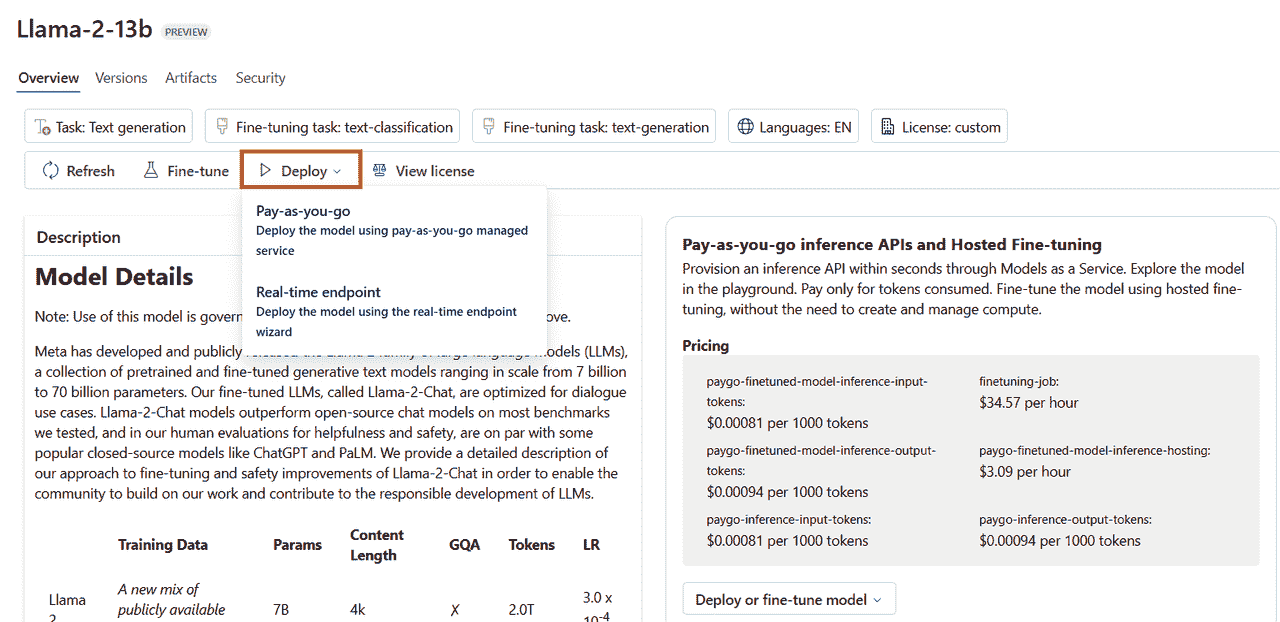 Llama-2-13b PREVIEW
Overview Versions Artifacts Security
Task: Text generation Fine-tuning task: text-classification Fine-tuning task: text-generation Languages: EN License: custom
Refresh Fine-tune Deploy View license
Pay-as-you-go
Deploy the model using pay-as-you-go managed
service
Real-time endpoint
Deploy the model using the real-time endpoint
wizard
Description
Model Details
Note: Use of this model is govern ove.
Meta has developed and publicly released the Llama 2 family of large language models (LLMs),
a collection of pretrained and fine-tuned generative text models ranging in scale from 7 billion
to 70 billion parameters. Our fine-tuned LLMs, called Llama-2-Chat, are optimized for dialogue
use cases. Llama-2-Chat models outperform open-source chat models on most benchmarks
we tested, and in our human evaluations for helpfulness and safety, are on par with some
popular closed-source models like ChatGPT and PaLM. We provide a detailed description of
our approach to fine-tuning and safety improvements of Llama-2-Chat in order to enable the
community to build on our work and contribute to the responsible development of LLMs.
Training Data Params Content Length GQA Tokens LR
Llama 2 A new mix of
publicly available 7B 4k X 2.0T 3.0 x
10-4
Pay-as-you-go inference APIs and Hosted Fine-tuning
Provision an inference API within seconds through Models as a Service. Explore the model
in the playground. Pay only for tokens consumed. Fine-tune the model using hosted fine-
tuning, without the need to create and manage compute.
Pricing
paygo-finetuned-model-inference-input-
tokens:
$0.00081 per 1000 tokens
finetuning-job:
$34.57 per hour
paygo-finetuned-model-inference-output-
tokens:
$0.00094 per 1000 tokens
paygo-finetuned-model-inference-hosting:
$3.09 per hour
paygo-inference-input-tokens:
$0.00081 per 1000 tokens
paygo-inference-output-tokens:
$0.00094 per 1000 tokens
Deploy or fine-tune model